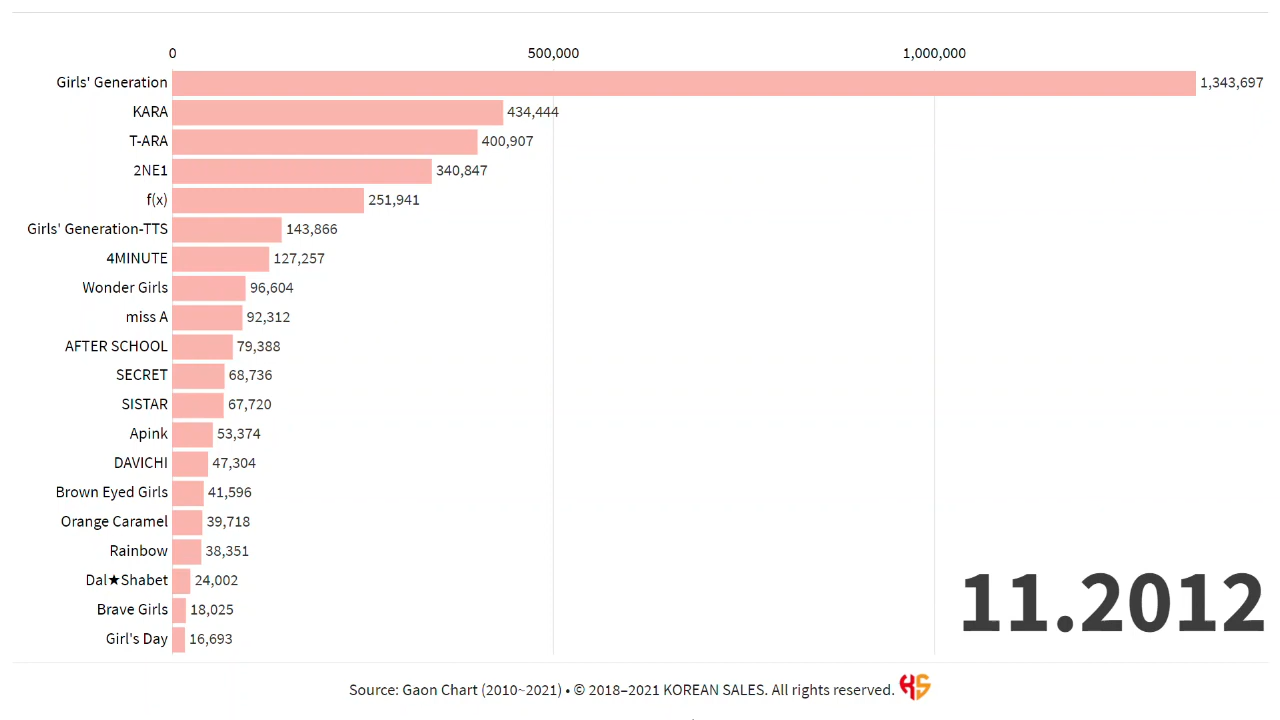 0 500,000 1,000,000
Girls' Generation 1,343,697
KARA 434,444
T-ARA 400,907
2NE1 340,847
f(x) 251,941
Girls' Generation-TTS 143,866
4MINUTE 127,257
Wonder Girls 96,604
miss A 92,312
AFTER SCHOOL 79,388
SECRET 68,736
SISTAR 67,720
Apink 53,374
DAVICHI 47,304
Brown Eyed Girls 41,596
Orange Caramel 39,718
Rainbow 38,351
Dal★Shabet 24,002
Brave Girls 18,025
Girl's Day 16,693
11.2012
Source: Gaon Chart (2010~2021) • © 2018–2021 KOREAN SALES. All rights reserved. KS